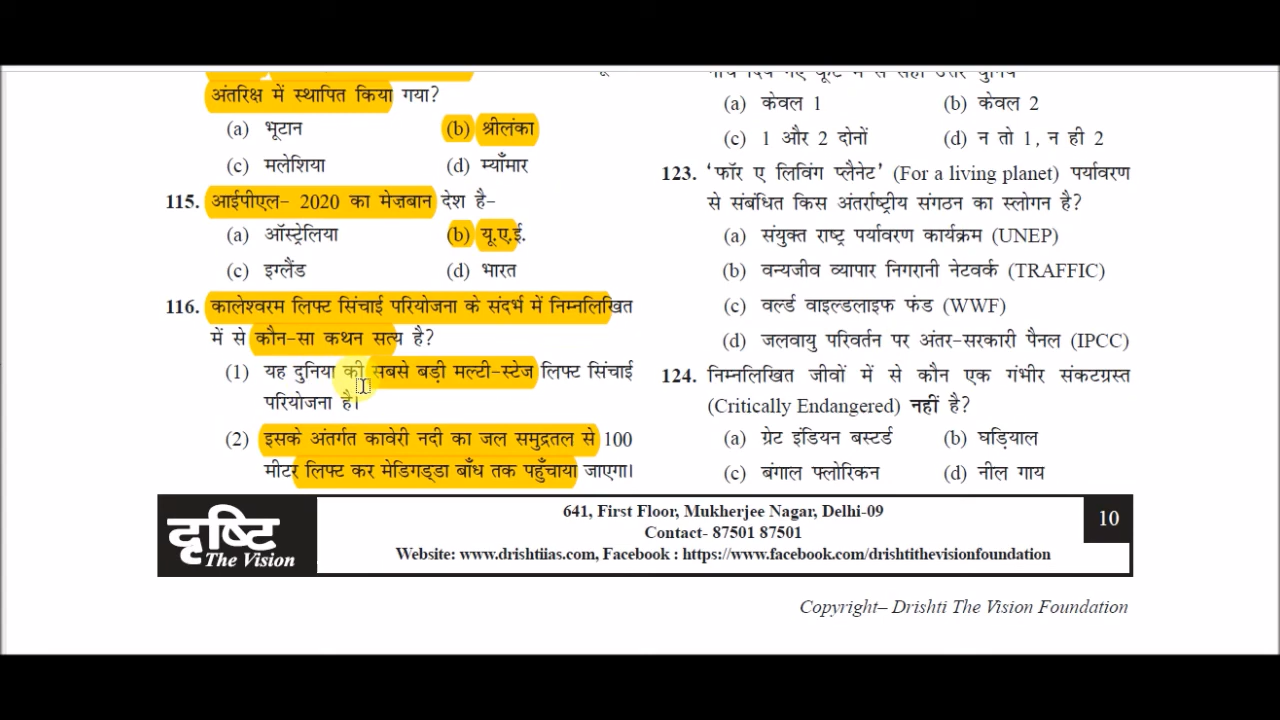 अंतरिक्ष में स्थापित किया गया?
(a) भूटान (b) श्रीलंका
(c) मलेशिया (d) म्याँमार
115. आईपीएल- 2020 का मेज़बान देश है-
(a) ऑस्ट्रेलिया (b) यू.ए.ई.
(c) इंग्लैंड (d) भारत
116. कालेश्वरम लिफ्ट सिंचाई परियोजना के संदर्भ में निम्नलिखित
में से कौन-सा कथन सत्य है?
(1) यह दुनिया की सबसे बड़ी मल्टी-स्टेज लिफ्ट सिंचाई
परियोजना है।
(2) इसके अंतर्गत कावेरी नदी का जल समुद्रतल से 100
मीटर लिफ्ट कर मेडिगड्डा बाँध तक पहुँचाया जाएगा।
नीचे दिये गए कूट में से सही उत्तर चुनिये
(a) केवल 1 (b) केवल 2
(c) 1 और 2 दोनों (d) न तो 1, न ही 2
123. ‘फॉर ए लिविंग प्लैनेट’ (For a living planet) पर्यावरण
से संबंधित किस अंतर्राष्ट्रीय संगठन का स्लोगन है?
(a) संयुक्त राष्ट्र पर्यावरण कार्यक्रम (UNEP)
(b) वन्यजीव व्यापार निगरानी नेटवर्क (TRAFFIC)
(c) वर्ल्ड वाइल्डलाइफ फंड (WWF)
(d) जलवायु परिवर्तन पर अंतर-सरकारी पैनल (IPCC)
124. निम्नलिखित जीवों में से कौन एक गंभीर संकटग्रस्त
(Critically Endangered) नहीं है?
(a) ग्रेट इंडियन बस्टर्ड (b) घड़ियाल
(c) बंगाल फ्लोरिकन (d) नील गाय
दृष्टि
The Vision
641, First Floor, Mukherjee Nagar, Delhi-09
Contact- 87501 87501
Website: www.drishtiias.com, Facebook : https://www.facebook.com/drishtithevisionfoundation
10
Copyright– Drishti The Vision Foundation